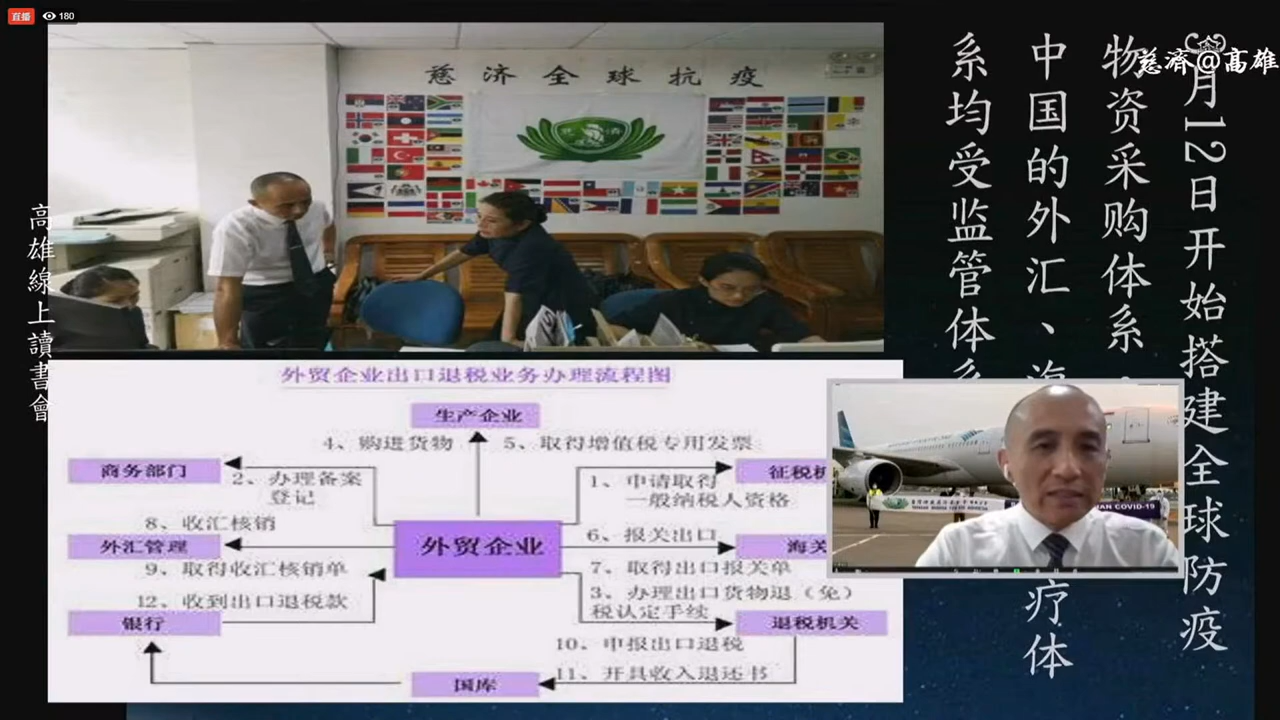 直播 180
慈济全球抗疫
慈濟
慈濟@高雄
月12日开始搭建全球防疫
物资采购体系
中国的外汇、海
疗体
系均受监管体系
高雄線上讀書會
外贸企业出口退税业务办理流程图
生产企业
4、购进货物
5、取得增值税专用发票
商务部门
2、办理备案
登记
征税机
1、申请取得
一般纳税人资格
8、收汇核销
外汇管理
9、取得收汇核销单
外贸企业
6、报关出口
海关
7、取得出口报关单
3、办理出口货物退（免）
税认定手续
12、收到出口退税款
银行
退税机关
10、申报出口退税
11、开具收入退还书
国库
COVID-19